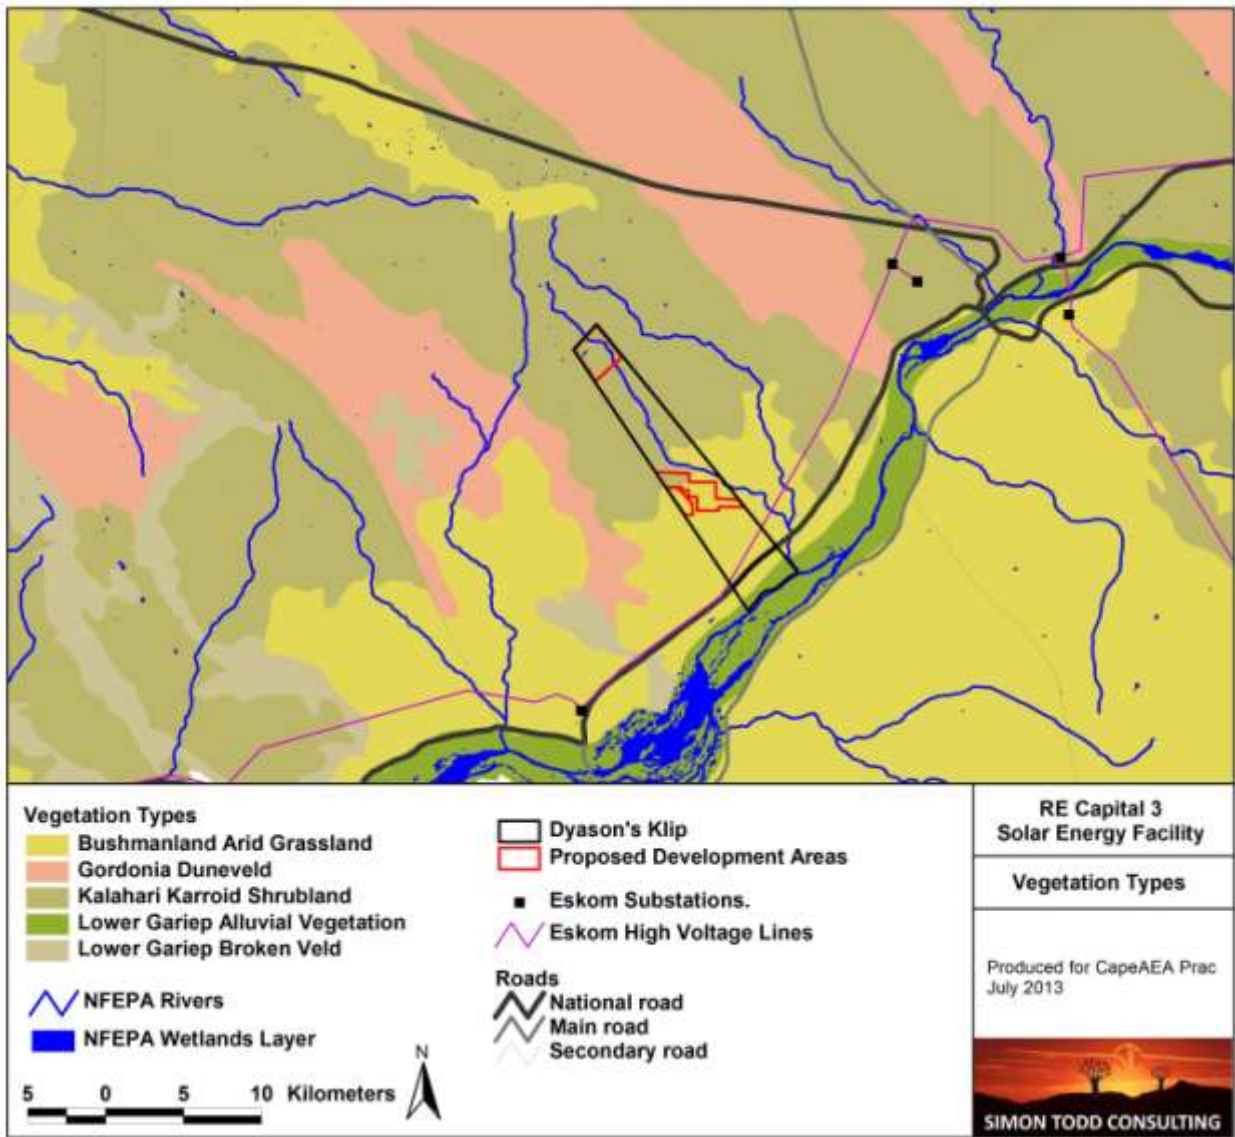 Vegetation Types
Bushmanland Arid Grassland
Gordonia Duneveld
Kalahari Karroid Shrubland
Lower Gariep Alluvial Vegetation
Lower Gariep Broken Veld
NFEPA Rivers
NFEPA Wetlands Layer
5 0 5 10 Kilometers
N
Dyason's Klip
Proposed Development Areas
Eskom Substations.
Eskom High Voltage Lines
Roads
National road
Main road
Secondary road
RE Capital 3
Solar Energy Facility
Vegetation Types
Produced for CapeAEA Prac
July 2013
SIMON TODD CONSULTING